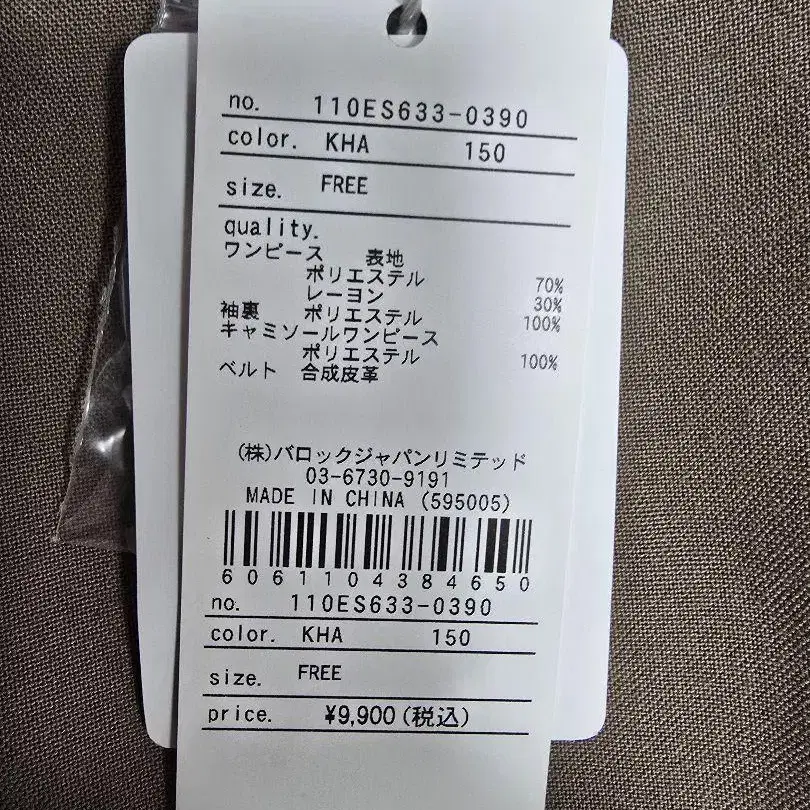 no. 110ES633-0390
color. KHA 150
size. FREE
quality.
ワンピース 表地
ポリエステル 70%
レーヨン 30%
袖裏 ポリエステル 100%
キャミソールワンピース
ポリエステル 100%
ベルト 合成皮革
(株)バロックジャパンリミテッド
03-6730-9191
MADE IN CHINA (595005)
6061104384650
no. 110ES633-0390
color. KHA 150
size. FREE
price. ¥9,900(税込)